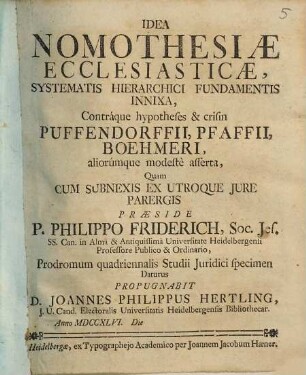 5
IDEA
NOMOTHESIÆ
ECCLESIASTICÆ,
SYSTEMATIS HIERARCHICI FUNDAMENTIS
INNIXA,
Contràque hypotheses & crisin
PUFFENDORFFII, PFAFFII,
BOEHMERI,
aliorúmque modestè asserta,
Quam
CUM SUBNEXIS EX UTROQUE JURE
PARERGIS
PRÆSIDE
P. PHILIPPO FRIDERICH, Soc. Jes.
SS. Can. in Almâ & Antiquissimâ Universitate Heidelbergensi
Professore Publico & Ordinario,
Prodromum quadriennalis Studii Juridici specimen
Daturus
PROPUGNABIT
D. JOANNES PHILIPPUS HERTLING,
J. U. Cand. Electoralis Universitatis Heidelbergensis Bibliothecar.
Anno MDCCXLVI. Die
Heidelbergæ, ex Typographejo Academico per Joannem Jacobum Hæner.